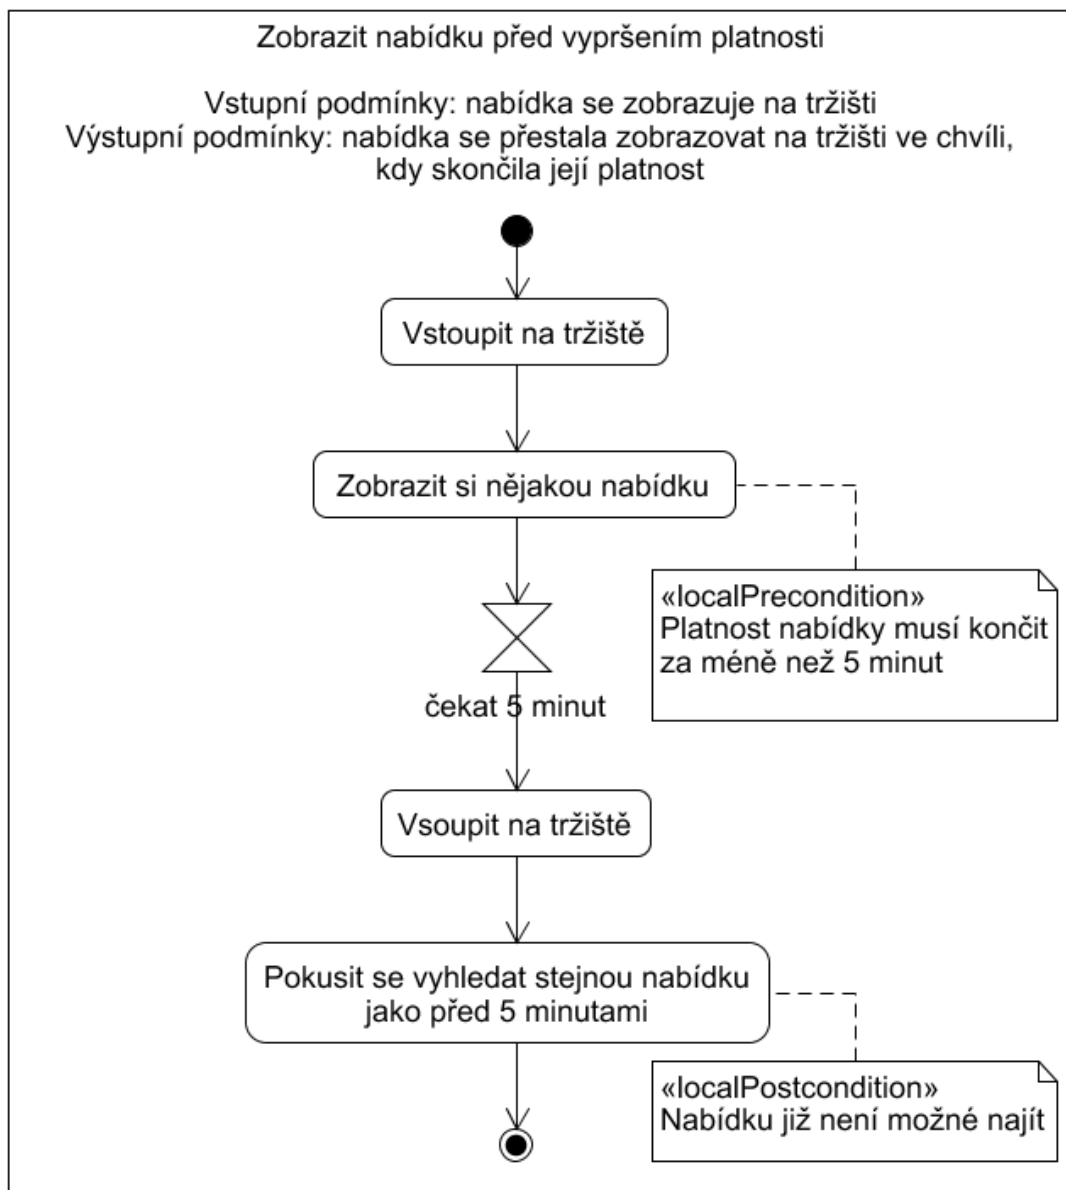 Zobrazit nabídku před vypršením platnosti
Vstupní podmínky: nabídka se zobrazuje na tržišti
Výstupní podmínky: nabídka se přestala zobrazovat na tržišti ve chvíli,
kdy skončila její platnost
Vstoupit na tržiště
Zobrazit si nějakou nabídku
«localPrecondition»
Platnost nabídky musí končit
za méně než 5 minut
čekat 5 minut
Vsoupit na tržiště
Pokusit se vyhledat stejnou nabídku
jako před 5 minutami
«localPostcondition»
Nabídku již není možné najít